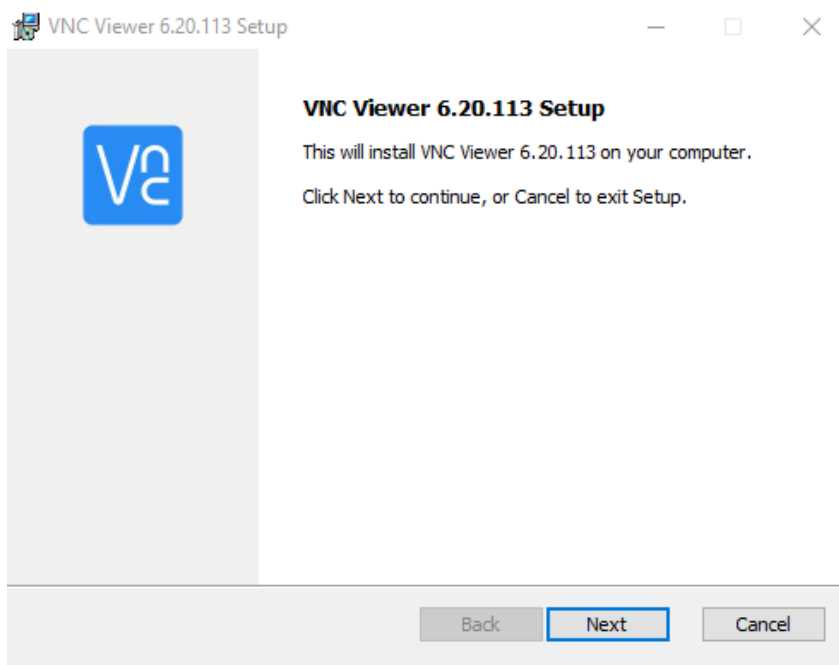 VNC Viewer 6.20.113 Setup
VNC Viewer 6.20.113 Setup
This will install VNC Viewer 6.20.113 on your computer.
Click Next to continue, or Cancel to exit Setup.
Vnc
Back Next Cancel